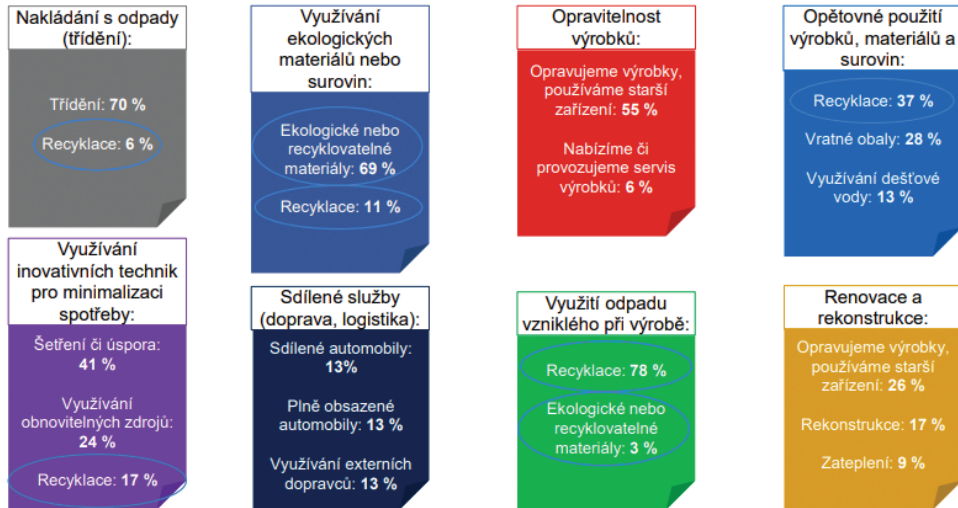 Nakládání s odpady
(třídění):
Třídění: 70 %
Recyklace: 6 %
Využívání
ekologických
materiálů nebo
surovin:
Ekologické nebo
recyklovatelné
materiály: 69 %
Recyklace: 11 %
Opravitelnost
výrobků:
Opravujeme výrobky,
používáme starší
zařízení: 55 %
Nabízíme či
provozujeme servis
výrobků: 6 %
Opětovné použití
výrobků, materiálů a
surovin:
Recyklace: 37 %
Vratné obaly: 28 %
Využívání dešťové
vody: 13 %
Využívání
inovativních technik
pro minimalizaci
spotřeby:
Šetření či úspora:
41 %
Využívání
obnovitelných zdrojů:
24 %
Recyklace: 17 %
Sdílené služby
(doprava, logistika):
Sdílené automobily:
13%
Plně obsazené
automobily: 13 %
Využívání externích
dopravců: 13 %
Využití odpadu
vzniklého při výrobě:
Recyklace: 78 %
Ekologické nebo
recyklovatelné
materiály: 3 %
Renovace a
rekonstrukce:
Opravujeme výrobky,
používáme starší
zařízení: 26 %
Rekonstrukce: 17 %
Zateplení: 9 %